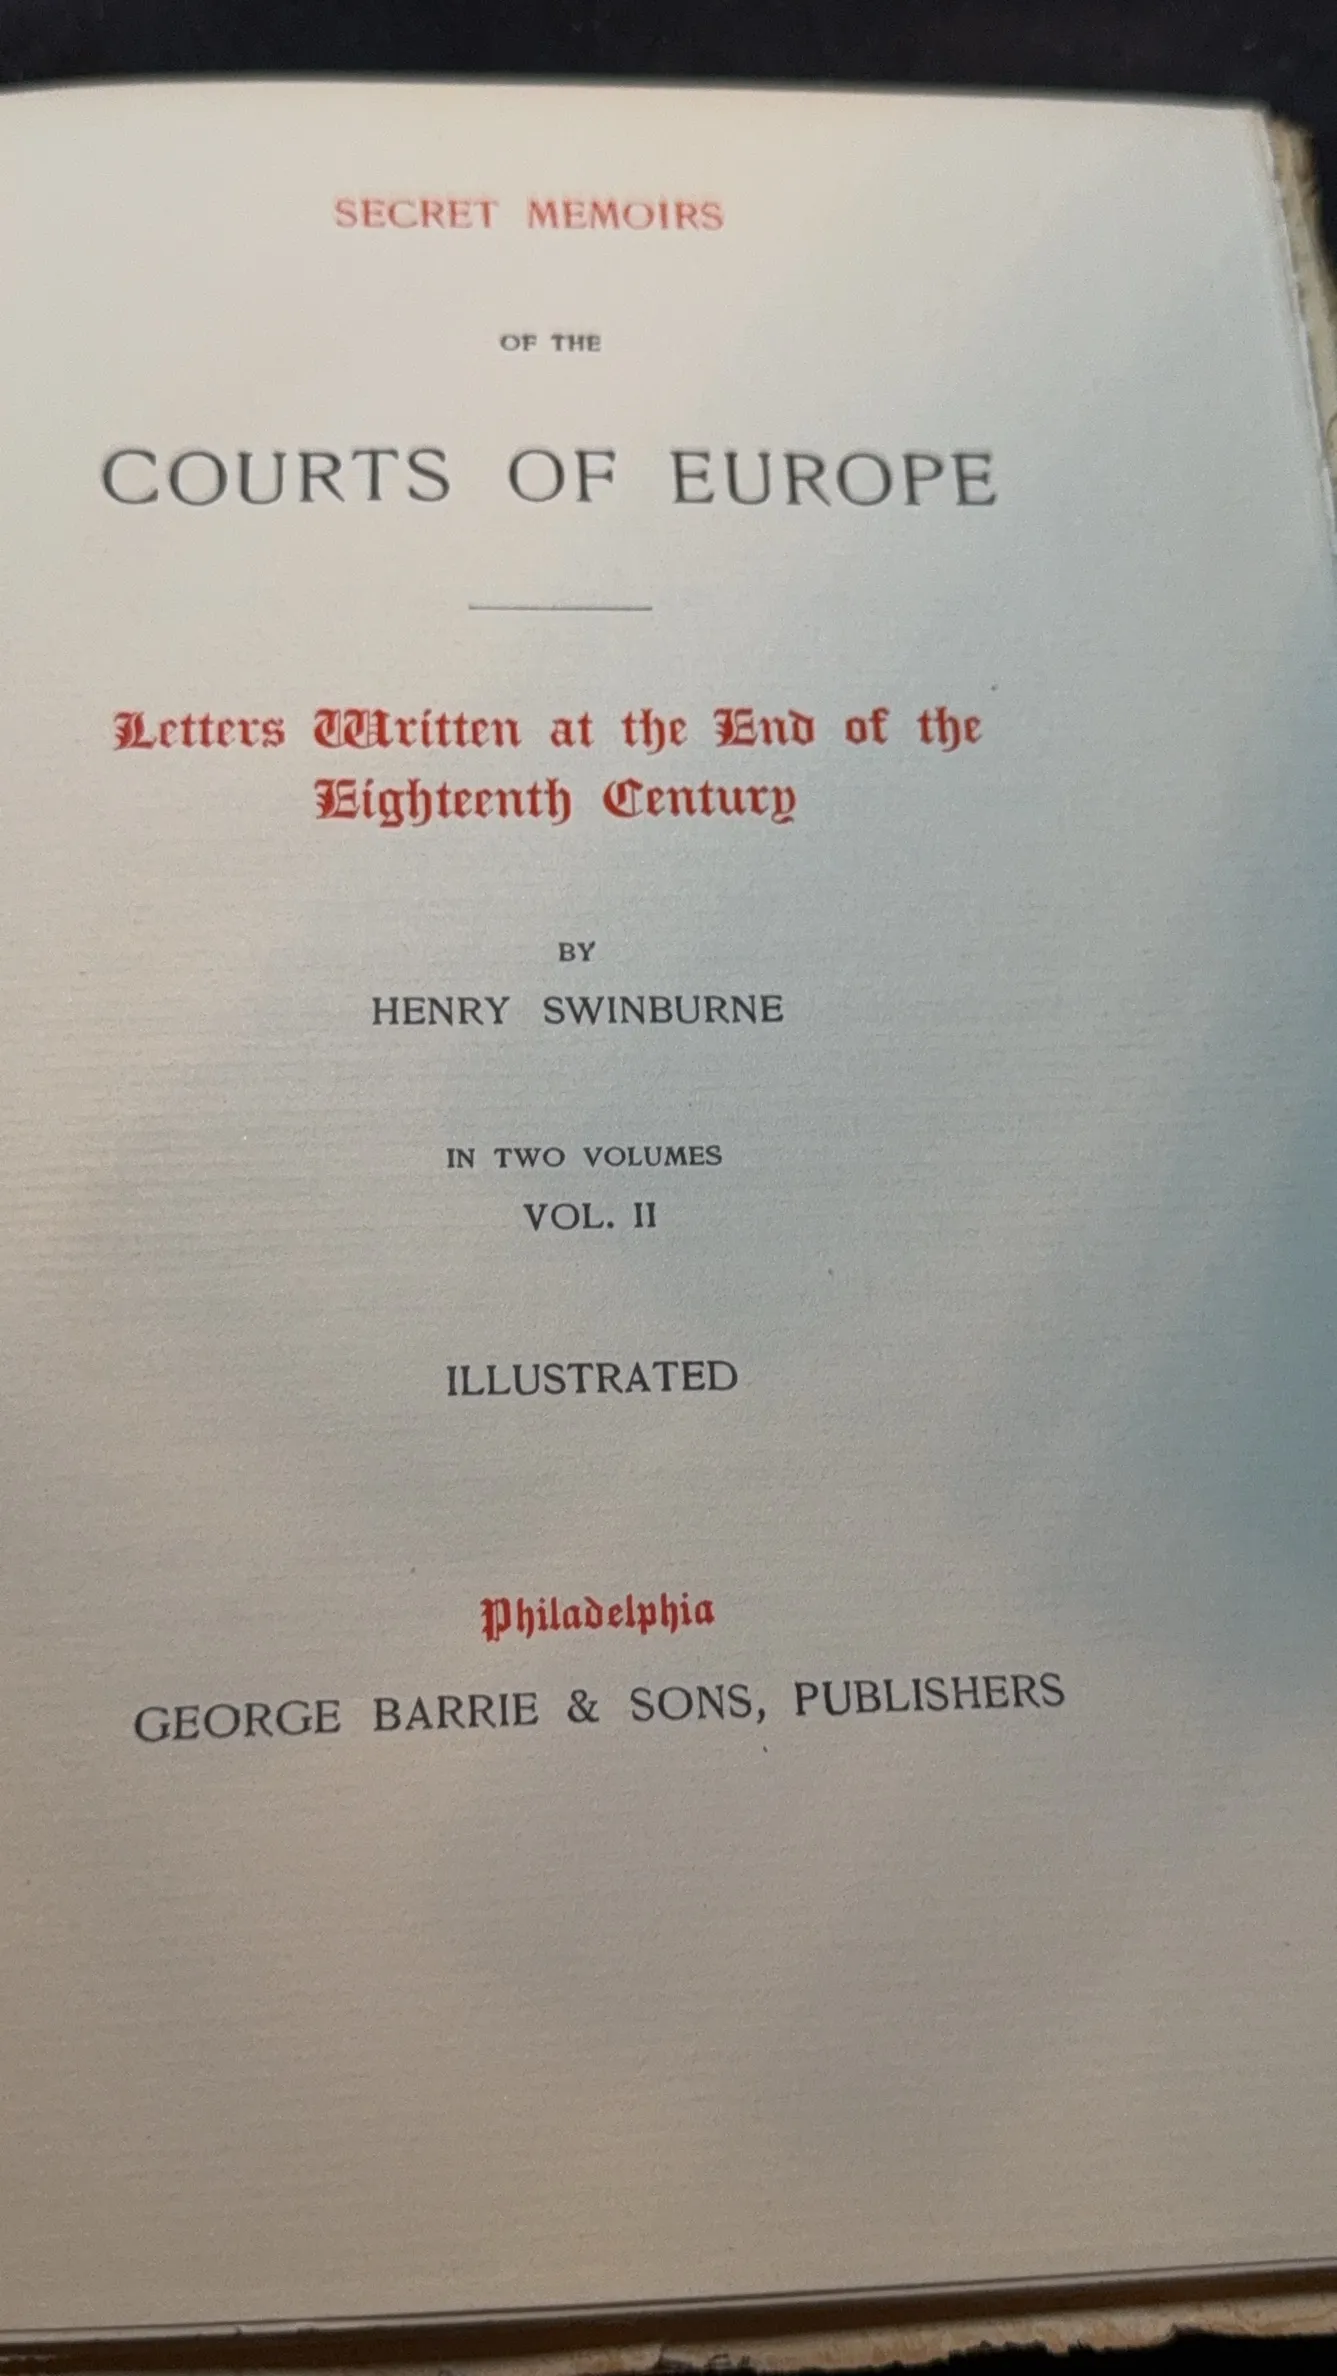 SECRET MEMOIRS
OF THE
COURTS OF EUROPE
Letters Written at the End of the
Eighteenth Century
BY
HENRY SWINBURNE
IN TWO VOLUMES
VOL. II
ILLUSTRATED
Philadelphia
GEORGE BARRIE & SONS, PUBLISHERS